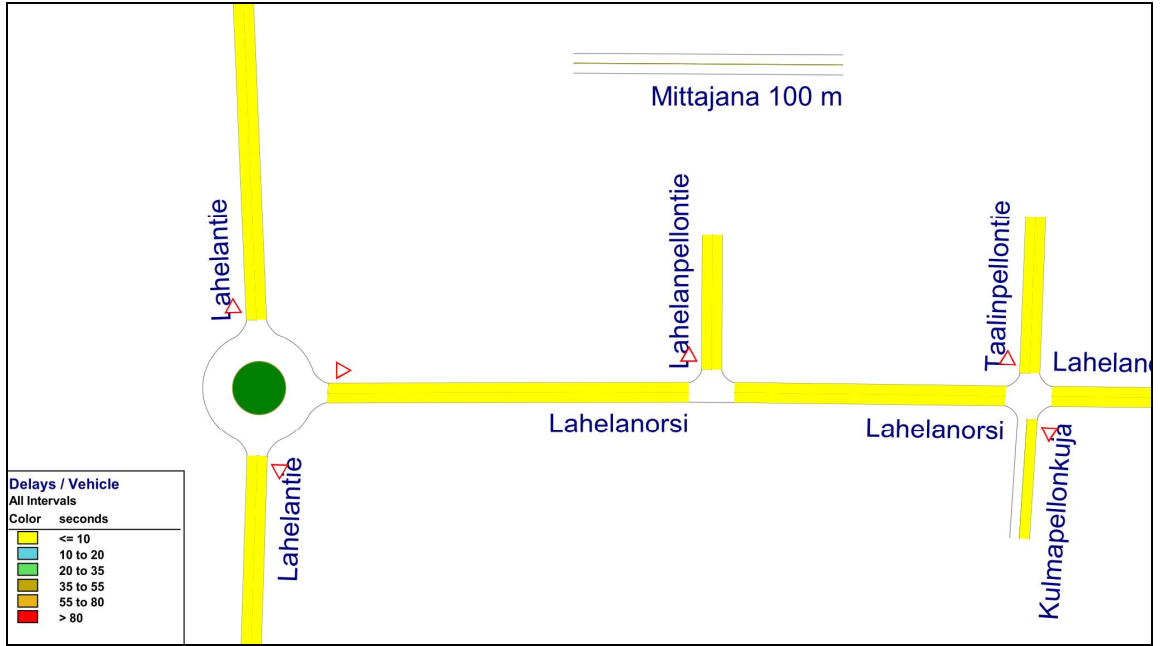 Mittajana 100 m
Lahelantie
Lahelanpellontie
Taalinpellontie
Lahelano
Lahelanorsi
Lahelanorsi
Lahelantie
Kulmapellonkuja
Delays / Vehicle
All Intervals
Color seconds
<= 10
10 to 20
20 to 35
35 to 55
55 to 80
> 80